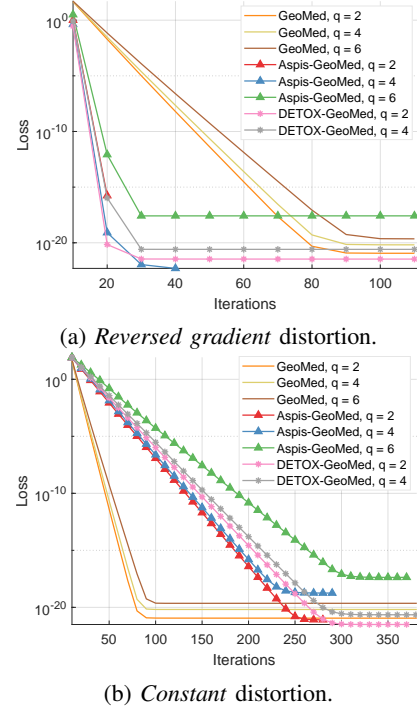 10^0
10^-10
10^-20
Loss
GeoMed, q = 2
GeoMed, q = 4
GeoMed, q = 6
Aspis-GeoMed, q = 2
Aspis-GeoMed, q = 4
Aspis-GeoMed, q = 6
DETOX-GeoMed, q = 2
DETOX-GeoMed, q = 4
20 40 60 80 100
Iterations
(a) Reversed gradient distortion.
10^0
10^-10
10^-20
Loss
GeoMed, q = 2
GeoMed, q = 4
GeoMed, q = 6
Aspis-GeoMed, q = 2
Aspis-GeoMed, q = 4
Aspis-GeoMed, q = 6
DETOX-GeoMed, q = 2
DETOX-GeoMed, q = 4
50 100 150 200 250 300 350
Iterations
(b) Constant distortion.